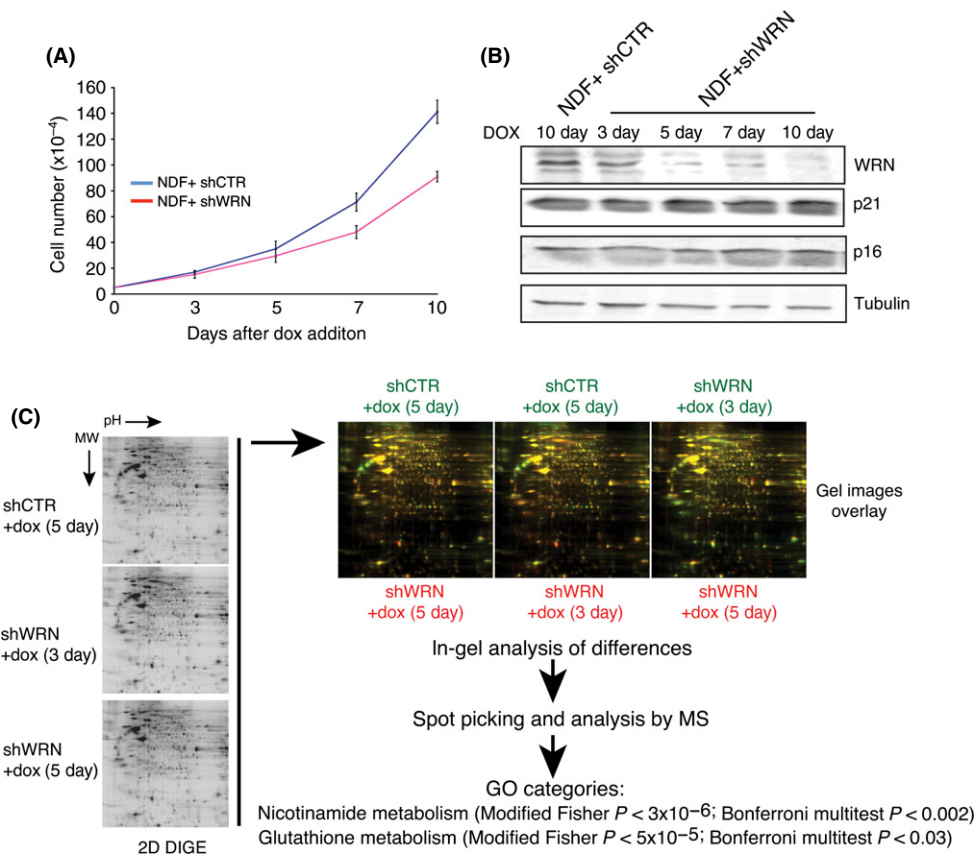 (A)
160
140
120
100
80
60
40
20
0
Cell number (x10–4)
NDF+ shCTR
NDF+ shWRN
0 3 5 7 10
Days after dox additon
(B)
NDF+ shCTR
NDF+shWRN
DOX 10 day 3 day 5 day 7 day 10 day
WRN
p21
p16
Tubulin
(C)
pH
MW
shCTR
+dox (5 day)
shWRN
+dox (3 day)
shWRN
+dox (5 day)
2D DIGE
shCTR
+dox (5 day)
shCTR
+dox (5 day)
shWRN
+dox (3 day)
Gel images
overlay
shWRN
+dox (5 day)
shWRN
+dox (3 day)
shWRN
+dox (5 day)
In-gel analysis of differences
Spot picking and analysis by MS
GO categories:
Nicotinamide metabolism (Modified Fisher P < 3x10–6; Bonferroni multitest P < 0.002)
Glutathione metabolism (Modified Fisher P < 5x10–5; Bonferroni multitest P < 0.03)